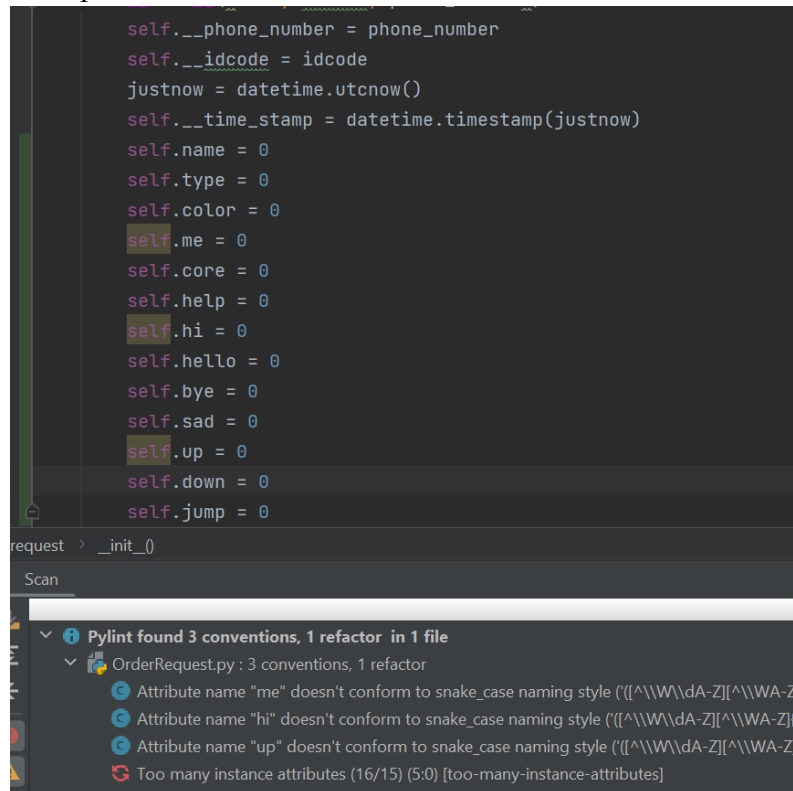 self.__phone_number = phone_number
self.__idcode = idcode
justnow = datetime.utcnow()
self.__time_stamp = datetime.timestamp(justnow)
self.name = 0
self.type = 0
self.color = 0
self.me = 0
self.core = 0
self.help = 0
self.hi = 0
self.hello = 0
self.bye = 0
self.sad = 0
self.up = 0
self.down = 0
self.jump = 0
request > __init__()
Scan
Pylint found 3 conventions, 1 refactor in 1 file
OrderRequest.py : 3 conventions, 1 refactor
Attribute name "me" doesn't conform to snake_case naming style ('([^\\W\\dA-Z][^\\WA-Z
Attribute name "hi" doesn't conform to snake_case naming style ('([^\\W\\dA-Z][^\\WA-Z]{
Attribute name "up" doesn't conform to snake_case naming style ('([^\\W\\dA-Z][^\\WA-Z
Too many instance attributes (16/15) (5:0) [too-many-instance-attributes]